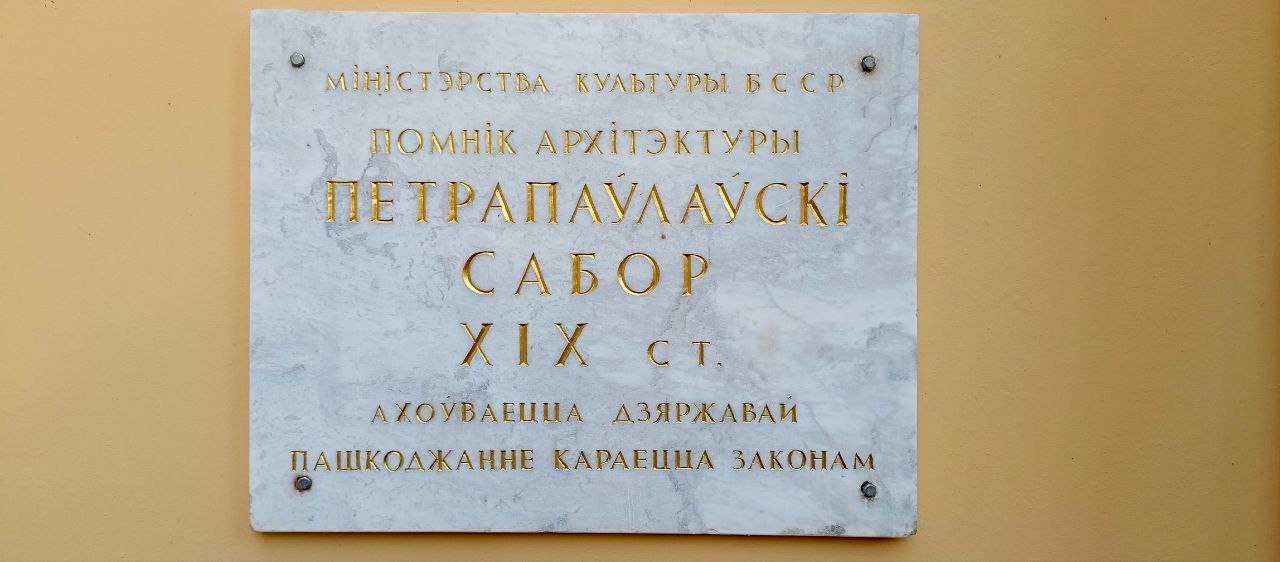 МІНІСТЭРСТВА КУЛЬТУРЫ БССР
ПОМНІК АРХІТЭКТУРЫ
ПЕТРАПАЎЛАЎСКІ
САБОР
XIX СТ.
АХОЎВАЕЦЦА ДЗЯРЖАВАЙ
ПАШКОДЖАННЕ КАРАЕЦЦА ЗАКОНАМ